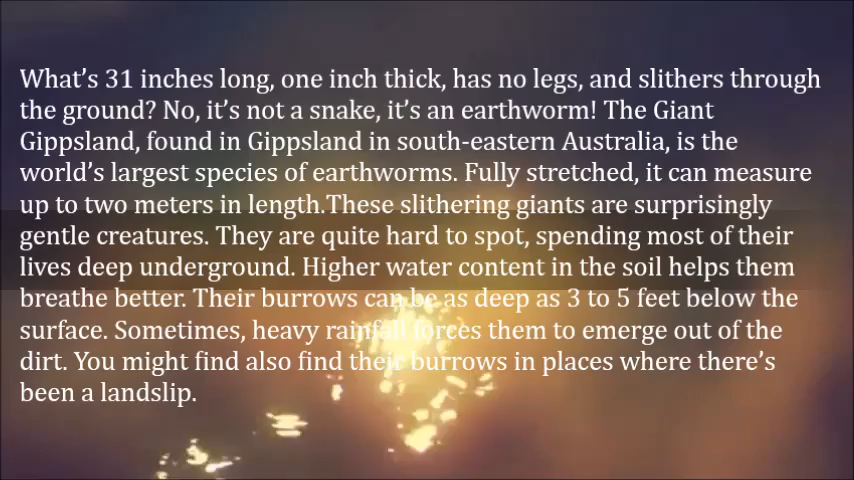 What’s 31 inches long, one inch thick, has no legs, and slithers through
the ground? No, it’s not a snake, it’s an earthworm! The Giant
Gippsland, found in Gippsland in south-eastern Australia, is the
world’s largest species of earthworms. Fully stretched, it can measure
up to two meters in length.These slithering giants are surprisingly
gentle creatures. They are quite hard to spot, spending most of their
lives deep underground. Higher water content in the soil helps them
breathe better. Their burrows can be as deep as 3 to 5 feet below the
surface. Sometimes, heavy rainfall forces them to emerge out of the
dirt. You might find also find their burrows in places where there’s
been a landslip.